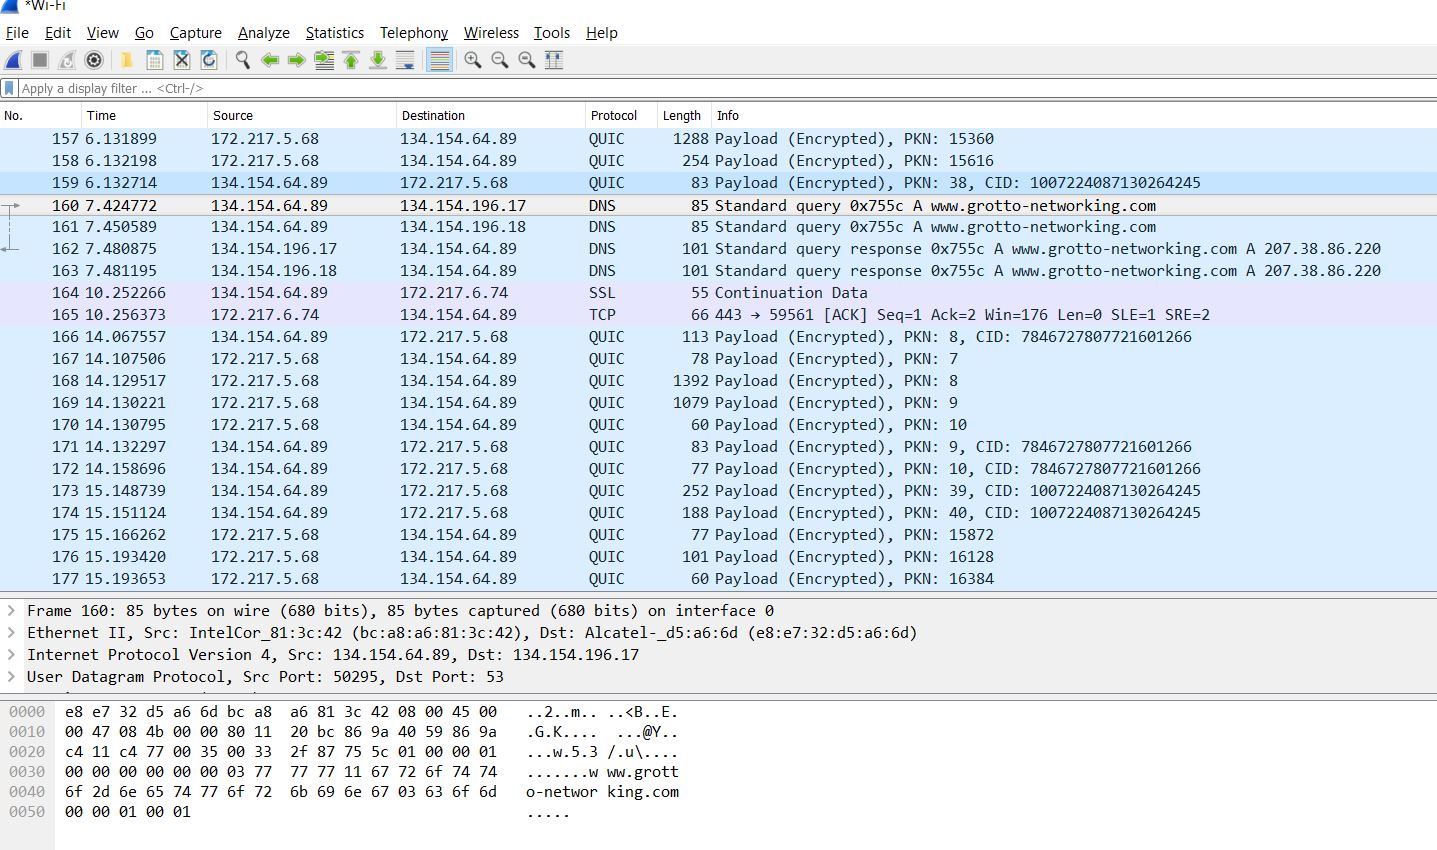 *Wi-Fi
File Edit View Go Capture Analyze Statistics Telephony Wireless Tools Help
Apply a display filter ... <Ctrl-/>
No. Time Source Destination Protocol Length Info
157 6.131899 172.217.5.68 134.154.64.89 QUIC 1288 Payload (Encrypted), PKN: 15360
158 6.132198 172.217.5.68 134.154.64.89 QUIC 254 Payload (Encrypted), PKN: 15616
159 6.132714 134.154.64.89 172.217.5.68 QUIC 83 Payload (Encrypted), PKN: 38, CID: 1007224087130264245
160 7.424772 134.154.64.89 134.154.196.17 DNS 85 Standard query 0x755c A www.grotto-networking.com
161 7.450589 134.154.64.89 134.154.196.18 DNS 85 Standard query 0x755c A www.grotto-networking.com
162 7.480875 134.154.196.17 134.154.64.89 DNS 101 Standard query response 0x755c A www.grotto-networking.com A 207.38.86.220
163 7.481195 134.154.196.18 134.154.64.89 DNS 101 Standard query response 0x755c A www.grotto-networking.com A 207.38.86.220
164 10.252266 134.154.64.89 172.217.6.74 SSL 55 Continuation Data
165 10.256373 172.217.6.74 134.154.64.89 TCP 66 443 → 59561 [ACK] Seq=1 Ack=2 Win=176 Len=0 SLE=1 SRE=2
166 14.067557 134.154.64.89 172.217.5.68 QUIC 113 Payload (Encrypted), PKN: 8, CID: 7846727807721601266
167 14.107506 172.217.5.68 134.154.64.89 QUIC 78 Payload (Encrypted), PKN: 7
168 14.129517 172.217.5.68 134.154.64.89 QUIC 1392 Payload (Encrypted), PKN: 8
169 14.130221 172.217.5.68 134.154.64.89 QUIC 1079 Payload (Encrypted), PKN: 9
170 14.130795 172.217.5.68 134.154.64.89 QUIC 60 Payload (Encrypted), PKN: 10
171 14.132297 134.154.64.89 172.217.5.68 QUIC 83 Payload (Encrypted), PKN: 9, CID: 7846727807721601266
172 14.158696 134.154.64.89 172.217.5.68 QUIC 77 Payload (Encrypted), PKN: 10, CID: 7846727807721601266
173 15.148739 134.154.64.89 172.217.5.68 QUIC 252 Payload (Encrypted), PKN: 39, CID: 1007224087130264245
174 15.151124 134.154.64.89 172.217.5.68 QUIC 188 Payload (Encrypted), PKN: 40, CID: 1007224087130264245
175 15.166262 172.217.5.68 134.154.64.89 QUIC 77 Payload (Encrypted), PKN: 15872
176 15.193420 172.217.5.68 134.154.64.89 QUIC 101 Payload (Encrypted), PKN: 16128
177 15.193653 172.217.5.68 134.154.64.89 QUIC 60 Payload (Encrypted), PKN: 16384
Frame 160: 85 bytes on wire (680 bits), 85 bytes captured (680 bits) on interface 0
Ethernet II, Src: IntelCor_81:3c:42 (bc:a8:a6:81:3c:42), Dst: Alcatel-_d5:a6:6d (e8:e7:32:d5:a6:6d)
Internet Protocol Version 4, Src: 134.154.64.89, Dst: 134.154.196.17
User Datagram Protocol, Src Port: 50295, Dst Port: 53
0000 e8 e7 32 d5 a6 6d bc a8 a6 81 3c 42 08 00 45 00 ..2..m.. ..<B..E.
0010 00 47 08 4b 00 00 80 11 20 bc 86 9a 40 59 86 9a .G.K.... ...@Y..
0020 c4 11 c4 77 00 35 00 33 2f 87 75 5c 01 00 00 01 ...w.5.3 /.u\....
0030 00 00 00 00 00 00 03 77 77 77 11 67 72 6f 74 74 .......w ww.grott
0040 6f 2d 6e 65 74 77 6f 72 6b 69 6e 67 03 63 6f 6d o-networ king.com
0050 00 00 01 00 01 .....